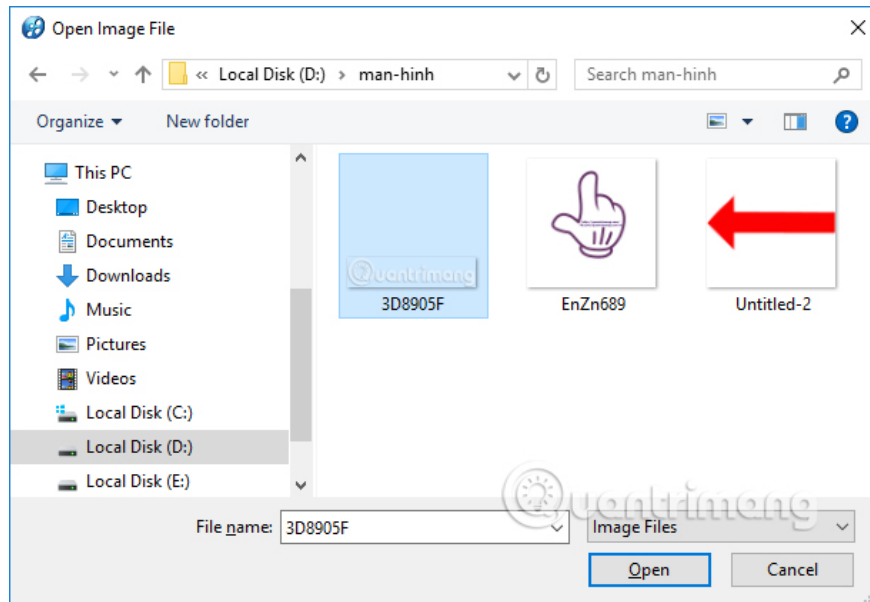 Open Image File
« Local Disk (D:) › man-hinh
Search man-hinh
Organize
New folder
This PC
Desktop
Documents
Downloads
Music
Pictures
Videos
Local Disk (C:)
Local Disk (D:)
Local Disk (E:)
Quantrimang
3D8905F
EnZn689
Untitled-2
Quantrimang
File name:
3D8905F
Image Files
Open
Cancel